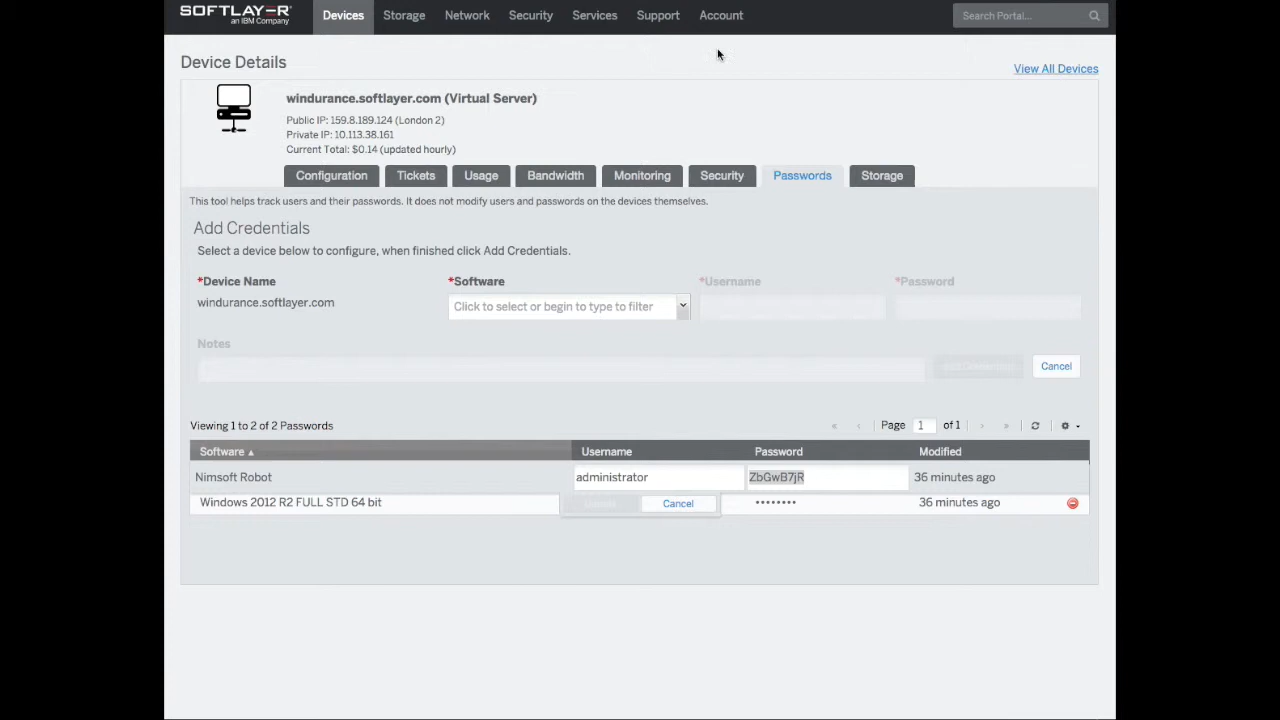 SOFTLAYER
an IBM Company
Devices Storage Network Security Services Support Account
Search Portal...
Device Details
View All Devices
windurance.softlayer.com (Virtual Server)
Public IP: 159.8.189.124 (London 2)
Private IP: 10.113.38.161
Current Total: $0.14 (updated hourly)
Configuration Tickets Usage Bandwidth Monitoring Security Passwords Storage
This tool helps track users and their passwords. It does not modify users and passwords on the devices themselves.
Add Credentials
Select a device below to configure, when finished click Add Credentials.
*Device Name *Software *Username *Password
windurance.softlayer.com Click to select or begin to type to filter
Notes
Cancel
Viewing 1 to 2 of 2 Passwords « ‹ Page 1 of 1 › »
Software ▲ Username Password Modified
Nimsoft Robot administrator ZbGwB7jR 36 minutes ago
Windows 2012 R2 FULL STD 64 bit Cancel •••••••• 36 minutes ago